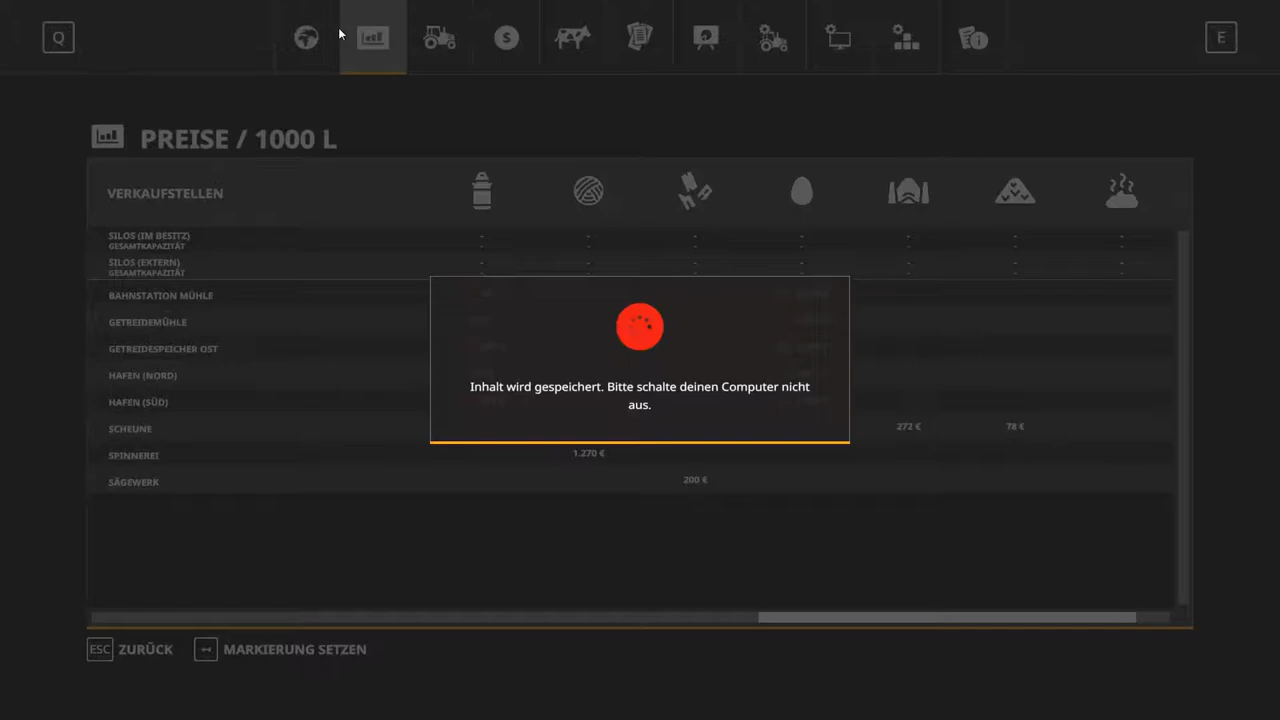 Q
E
PREISE / 1000 L
VERKAUFSTELLEN
SILOS (IM BESITZ)
GESAMTKAPAZITÄT
- - - - - - -
SILOS (EXTERN)
GESAMTKAPAZITÄT
- - - - - - -
BAHNSTATION MÜHLE
GETREIDEMÜHLE
GETREIDESPEICHER OST
HAFEN (NORD)
HAFEN (SÜD)
SCHEUNE 272 € 78 €
SPINNEREI 1.270 €
SÄGEWERK 200 €
Inhalt wird gespeichert. Bitte schalte deinen Computer nicht
aus.
ESC ZURÜCK MARKIERUNG SETZEN